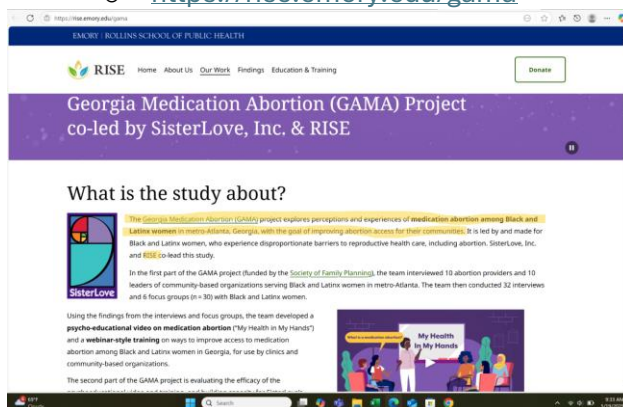 https://rise.emory.edu/gama
EMORY | ROLLINS SCHOOL OF PUBLIC HEALTH
RISE Home About Us Our Work Findings Education & Training Donate
Georgia Medication Abortion (GAMA) Project
co-led by SisterLove, Inc. & RISE
What is the study about?
The Georgia Medication Abortion (GAMA) project explores perceptions and experiences of medication abortion among Black and
Latinx women in metro-Atlanta, Georgia, with the goal of improving abortion access for their communities. It is led by and made for
Black and Latinx women, who experience disproportionate barriers to reproductive health care, including abortion. SisterLove, Inc.
and RISE co-lead this study.
In the first part of the GAMA project (funded by the Society of Family Planning), the team interviewed 10 abortion providers and 10
leaders of community-based organizations serving Black and Latinx women in metro-Atlanta. The team then conducted 32 interviews
and 6 focus groups (n = 30) with Black and Latinx women.
SisterLove
Using the findings from the interviews and focus groups, the team developed a
psycho-educational video on medication abortion ("My Health in My Hands")
and a webinar-style training on ways to improve access to medication
abortion among Black and Latinx women in Georgia, for use by clinics and
community-based organizations.
The second part of the GAMA project is evaluating the efficacy of the
What is a medication abortion?
My Health
In My Hands
Search
9:33 AM